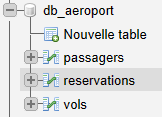 db_aeroport
Nouvelle table
passagers
reservations
vols